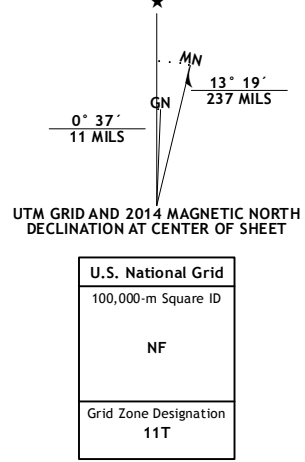 MN
GN
13° 19´
237 MILS
0° 37´
11 MILS
UTM GRID AND 2014 MAGNETIC NORTH
DECLINATION AT CENTER OF SHEET
U.S. National Grid
100,000-m Square ID
NF
Grid Zone Designation
11T